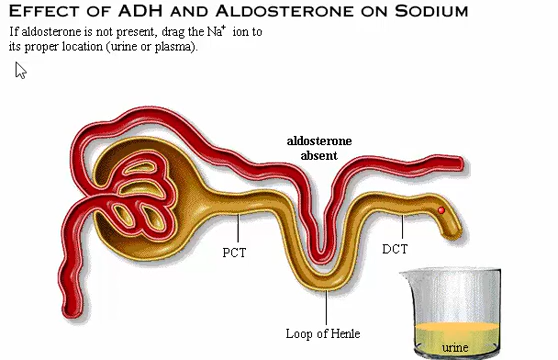 Effect of ADH and Aldosterone on Sodium
If aldosterone is not present, drag the Na⁺ ion to
its proper location (urine or plasma).
aldosterone
absent
PCT
DCT
Loop of Henle
urine